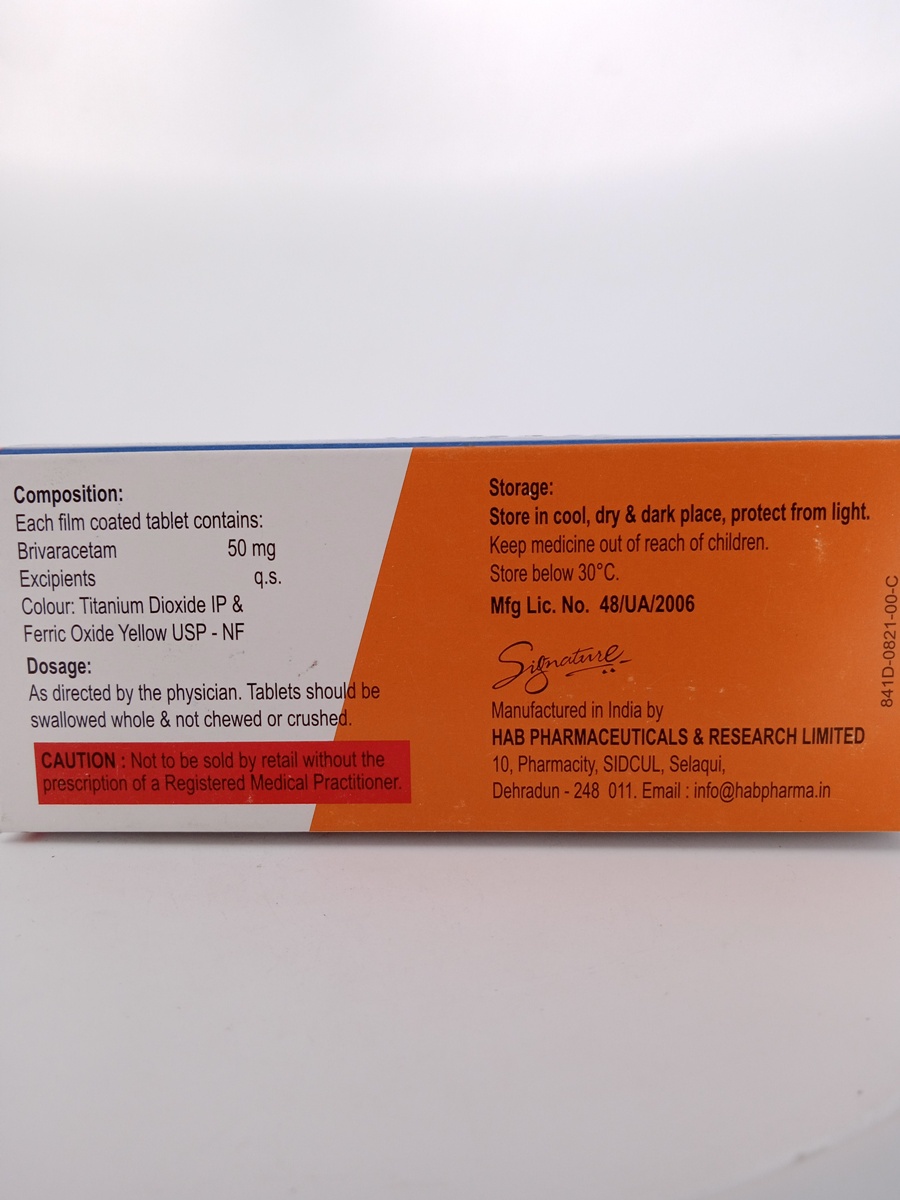 Composition:
Each film coated tablet contains:
Brivaracetam 50 mg
Excipients q.s.
Colour: Titanium Dioxide IP &
Ferric Oxide Yellow USP - NF
Dosage:
As directed by the physician. Tablets should be
swallowed whole & not chewed or crushed.
CAUTION : Not to be sold by retail without the
prescription of a Registered Medical Practitioner.
Storage:
Store in cool, dry & dark place, protect from light.
Keep medicine out of reach of children.
Store below 30°C.
Mfg Lic. No. 48/UA/2006
Signature
Manufactured in India by
HAB PHARMACEUTICALS & RESEARCH LIMITED
10, Pharmacity, SIDCUL, Selaqui,
Dehradun - 248 011. Email : info@habpharma.in
841D-0821-00-C